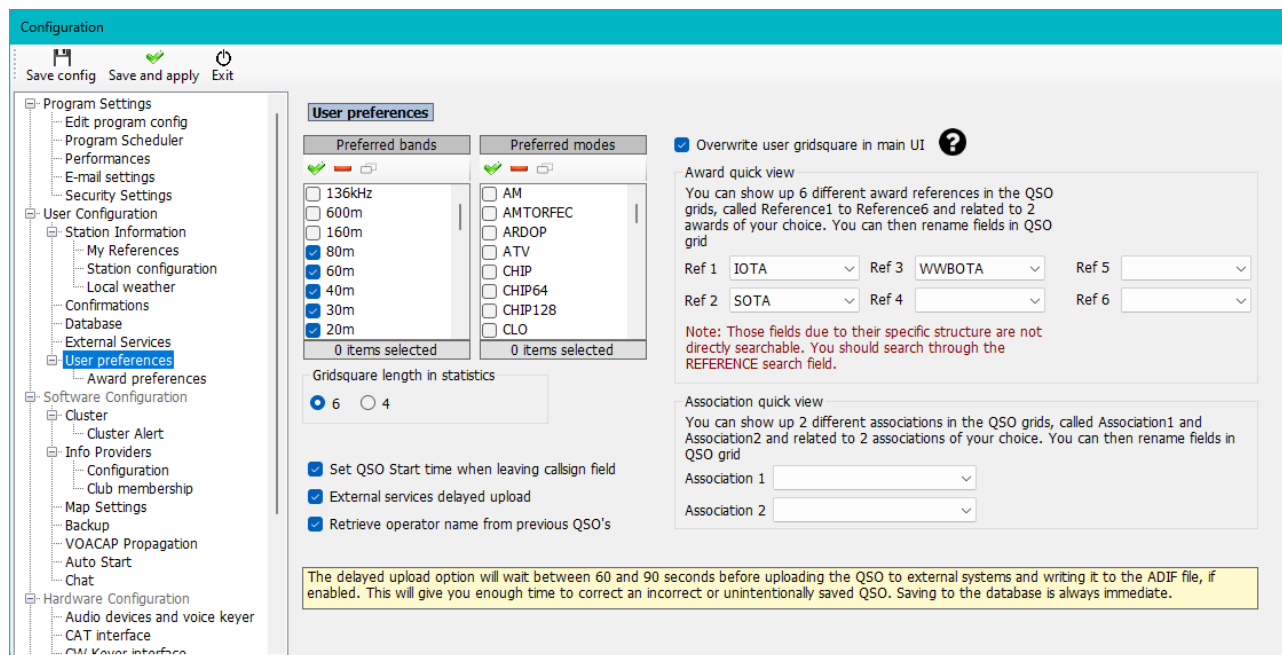 Configuration
Save config Save and apply Exit
Program Settings
Edit program config
Program Scheduler
Performances
E-mail settings
Security Settings
User Configuration
Station Information
My References
Station configuration
Local weather
Confirmations
Database
External Services
User preferences
Award preferences
Software Configuration
Cluster
Cluster Alert
Info Providers
Configuration
Club membership
Map Settings
Backup
VOACAP Propagation
Auto Start
Chat
Hardware Configuration
Audio devices and voice keyer
CAT interface
CW Keyer interface
User preferences
Preferred bands
136kHz
600m
160m
80m
60m
40m
30m
20m
0 items selected
Preferred modes
AM
AMTORFEC
ARDOP
ATV
CHIP
CHIP64
CHIP128
CLO
0 items selected
Gridsquare length in statistics
6 4
Set QSO Start time when leaving callsign field
External services delayed upload
Retrieve operator name from previous QSO's
Overwrite user gridsquare in main UI ?
Award quick view
You can show up 6 different award references in the QSO
grids, called Reference1 to Reference6 and related to 2
awards of your choice. You can then rename fields in QSO
grid
Ref 1 IOTA Ref 3 WWBOTA Ref 5
Ref 2 SOTA Ref 4 Ref 6
Note: Those fields due to their specific structure are not
directly searchable. You should search through the
REFERENCE search field.
Association quick view
You can show up 2 different associations in the QSO grids, called Association1 and
Association2 and related to 2 associations of your choice. You can then rename fields in
QSO grid
Association 1
Association 2
The delayed upload option will wait between 60 and 90 seconds before uploading the QSO to external systems and writing it to the ADIF file, if
enabled. This will give you enough time to correct an incorrect or unintentionally saved QSO. Saving to the database is always immediate.